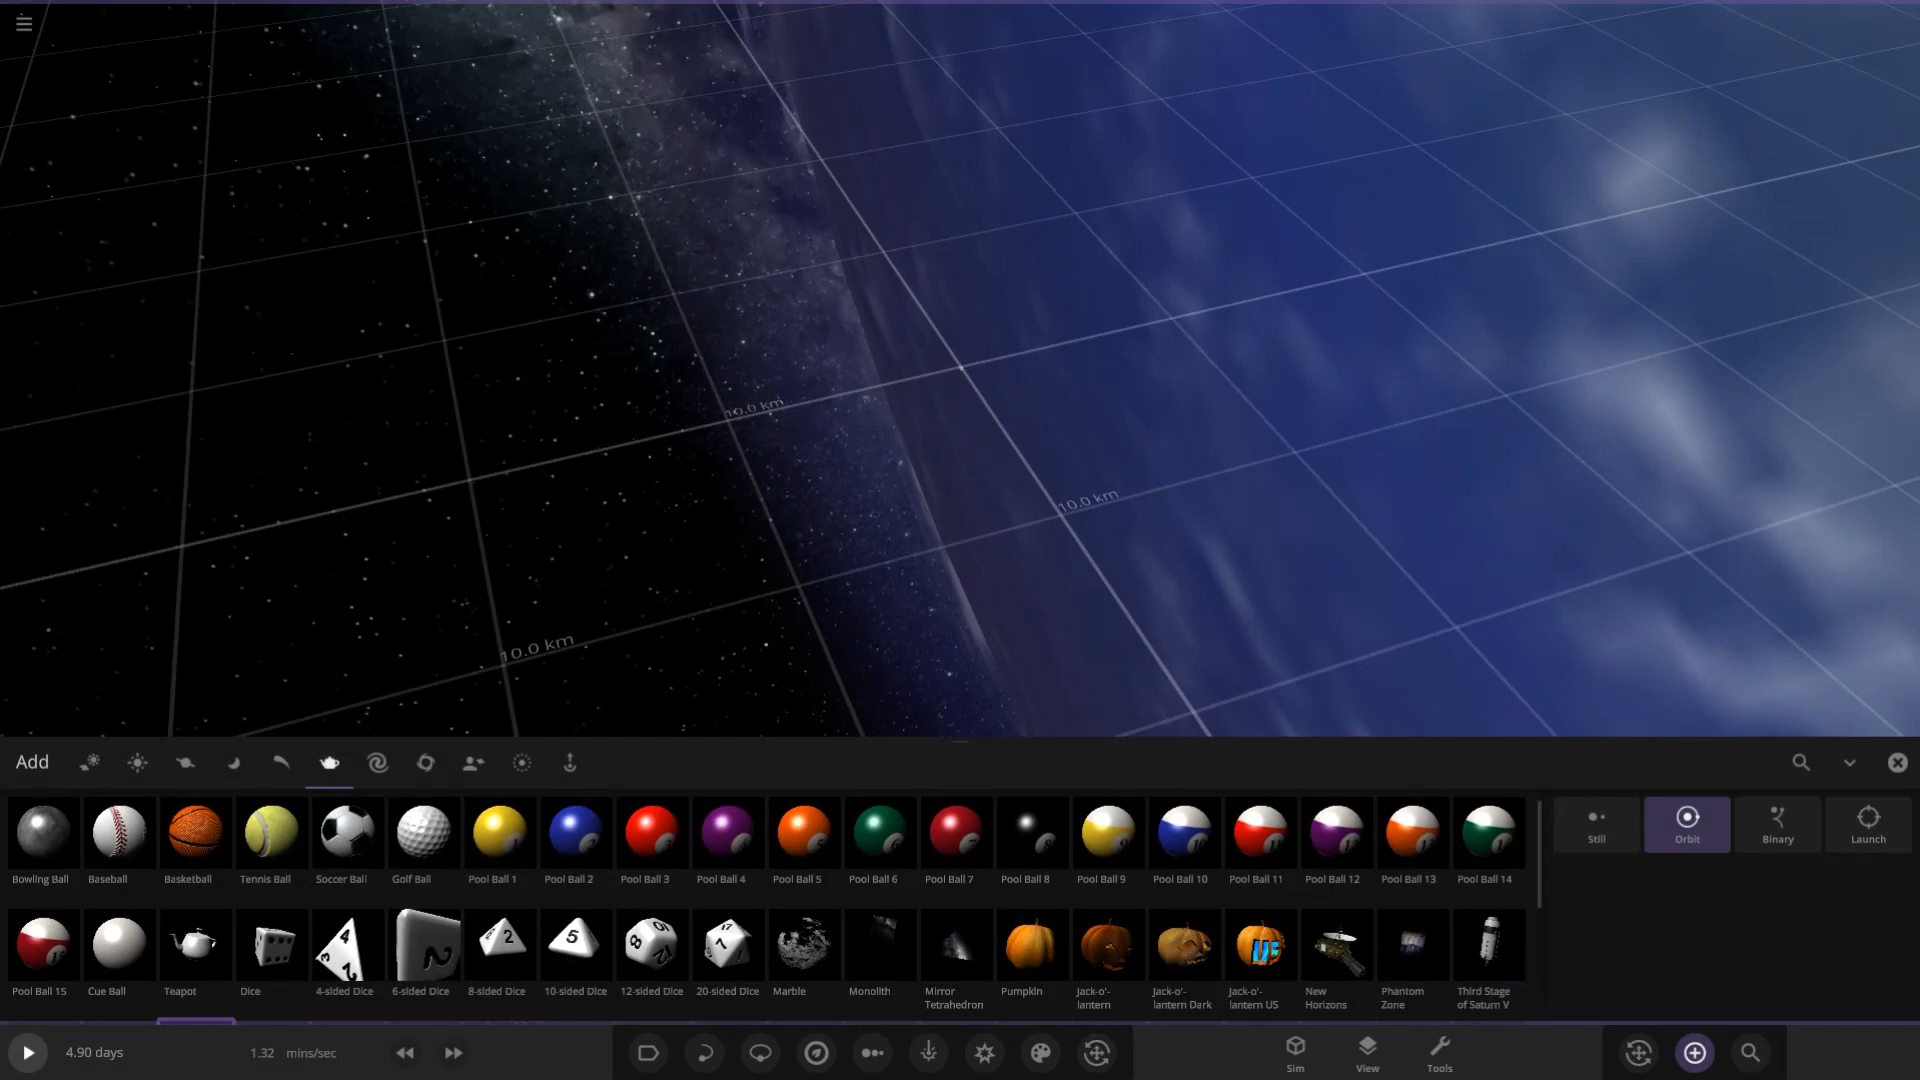 10.0 km
10.0 km
10.0 km
Add
Bowling Ball
Baseball
Basketball
Tennis Ball
Soccer Ball
Golf Ball
Pool Ball 1
Pool Ball 2
Pool Ball 3
Pool Ball 4
Pool Ball 5
Pool Ball 6
Pool Ball 7
Pool Ball 8
Pool Ball 9
Pool Ball 10
Pool Ball 11
Pool Ball 12
Pool Ball 13
Pool Ball 14
Still
Orbit
Binary
Launch
Pool Ball 15
Cue Ball
Teapot
Dice
4-sided Dice
6-sided Dice
8-sided Dice
10-sided Dice
12-sided Dice
20-sided Dice
Marble
Monolith
Mirror
Tetrahedron
Pumpkin
Jack-o'-
lantern
Jack-o'-
lantern Dark
Jack-o'-
lantern US
New
Horizons
Phantom
Zone
Third Stage
of Saturn V
4.90 days
1.32 mins/sec
Sim
View
Tools